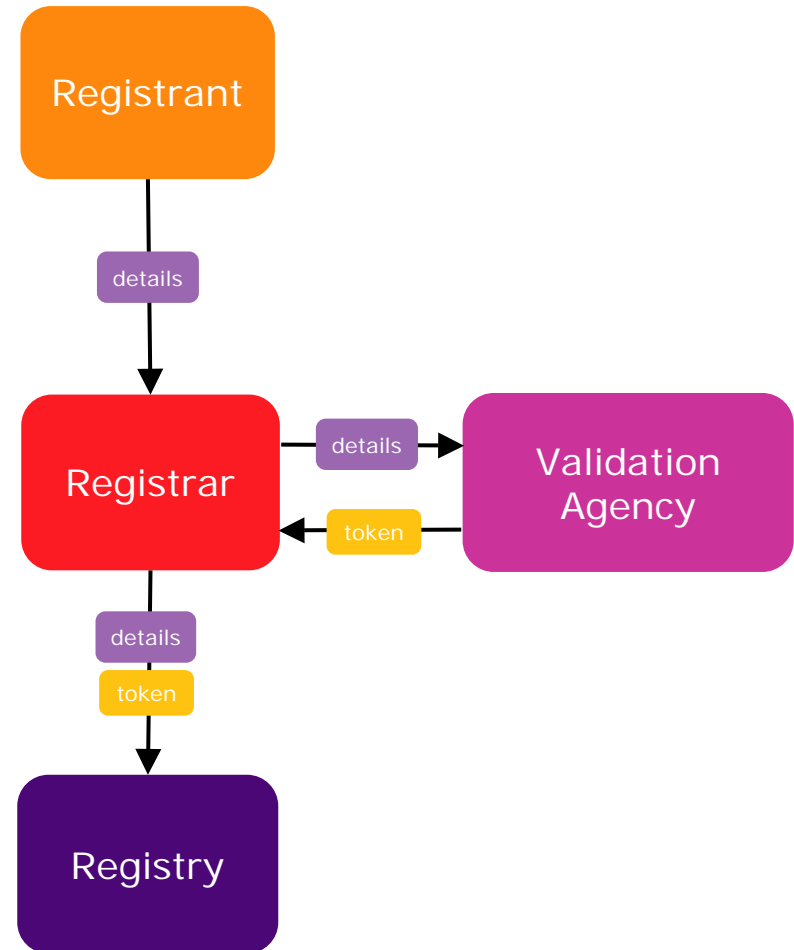 Registrant
details
Registrar
details
token
Validation
Agency
details
token
Registry